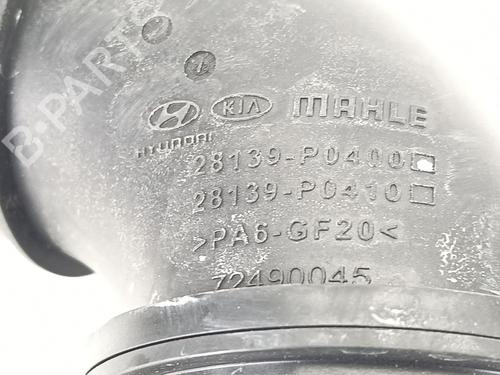 B-PARTS
HYUNDAI KIA MAHLE
28139-P0400
28139-P0410
>PA6-GF20<
72490045